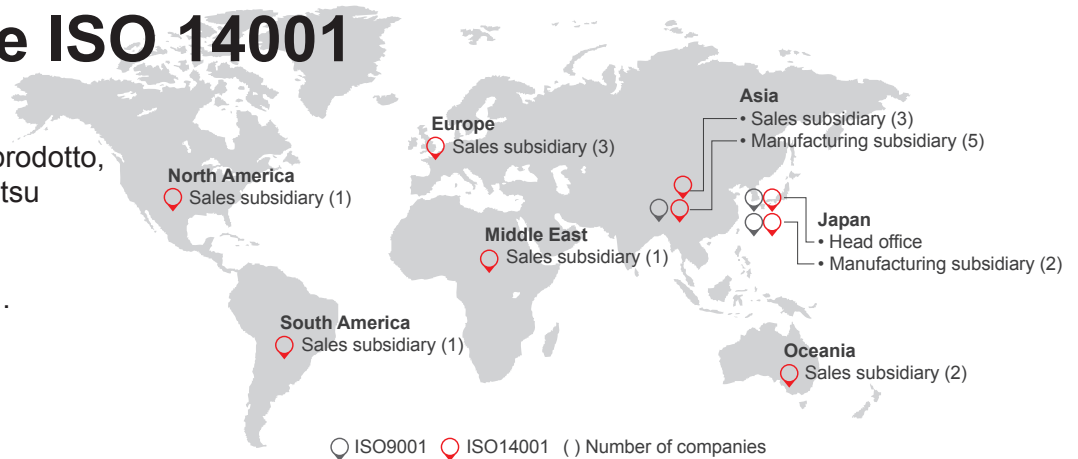 e ISO 14001
prodotto,
tsu
.
North America
Sales subsidiary (1)
Europe
Sales subsidiary (3)
Asia
• Sales subsidiary (3)
• Manufacturing subsidiary (5)
Middle East
Sales subsidiary (1)
Japan
• Head office
• Manufacturing subsidiary (2)
South America
Sales subsidiary (1)
Oceania
Sales subsidiary (2)
ISO9001 ISO14001 ( ) Number of companies